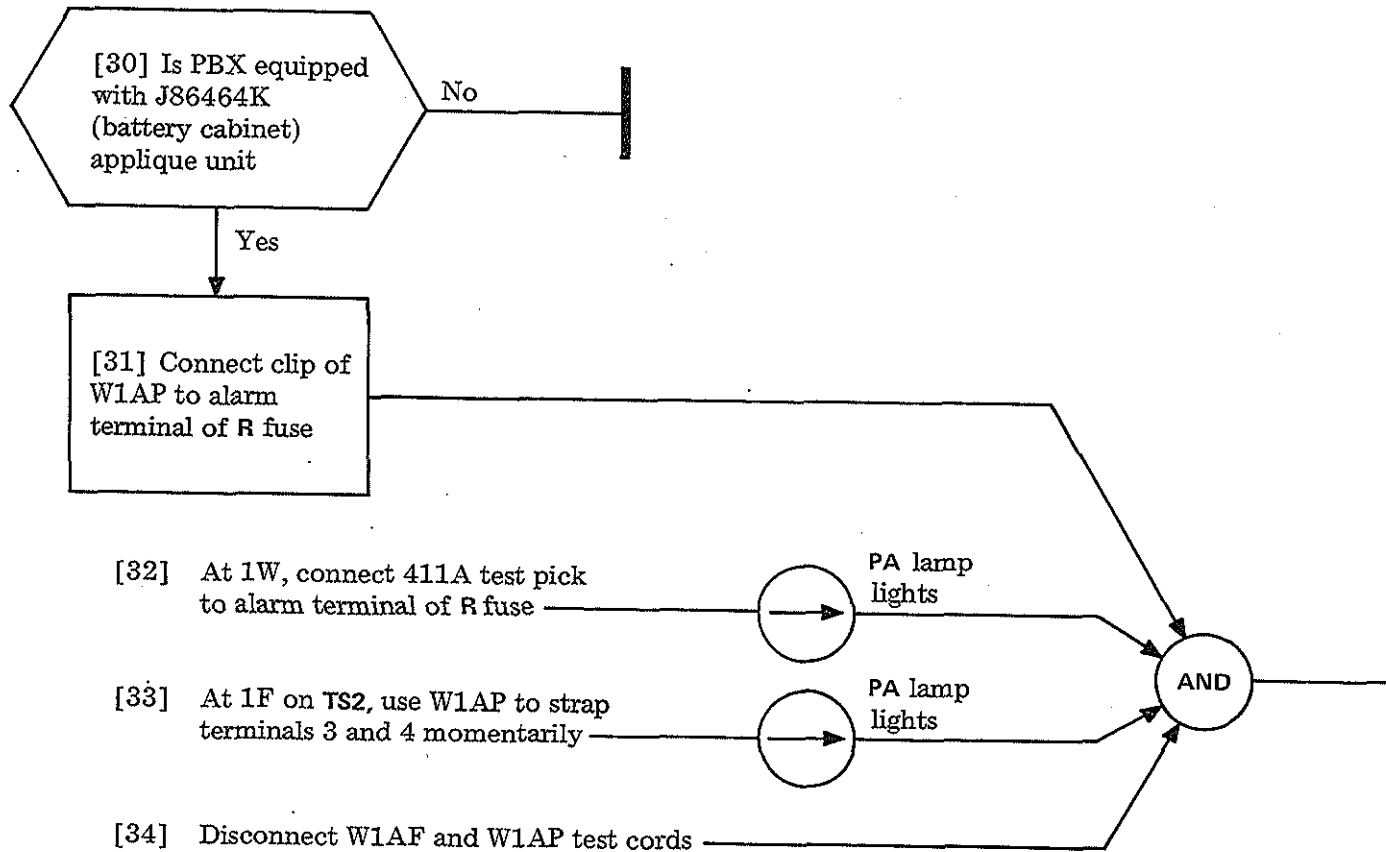 [30] Is PBX equipped
with J86464K
(battery cabinet)
applique unit
No
Yes
[31] Connect clip of
W1AP to alarm
terminal of R fuse
[32] At 1W, connect 411A test pick
to alarm terminal of R fuse
PA lamp
lights
[33] At 1F on TS2, use W1AP to strap
terminals 3 and 4 momentarily
PA lamp
lights
AND
[34] Disconnect W1AF and W1AP test cords